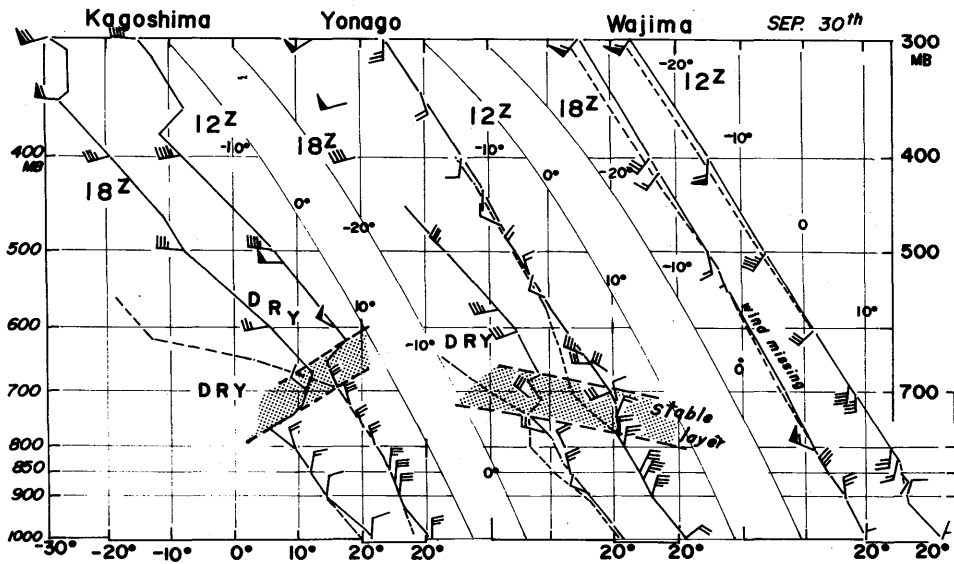 Kagoshima Yonago Wajima SEP. 30th
300
MB
-20°
12Z
18Z
12Z
12Z
-10°
-10°
18Z
-10°
400
MB
400
-20°
18Z
0°
0°
-20°
0
500
500
10°
-10°
DRY
10°
10°
600
-10°
DRY
wind missing
0°
DRY
700
700
Stable
layer
800
800
850
850
0°
900
900
1000
1000
-30° -20° -10° 0° 10° 20° 20° 20° 20° 20°